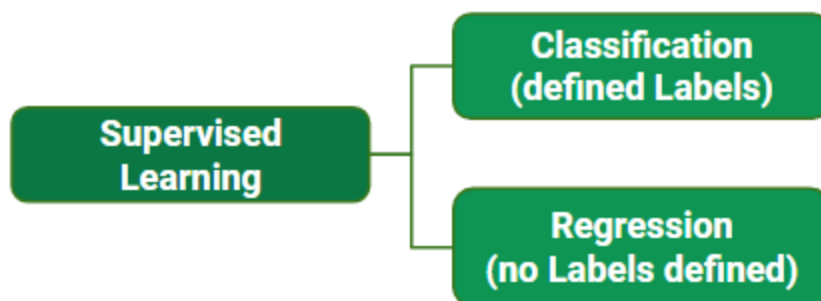 Supervised
Learning
Classification
(defined Labels)
Regression
(no Labels defined)